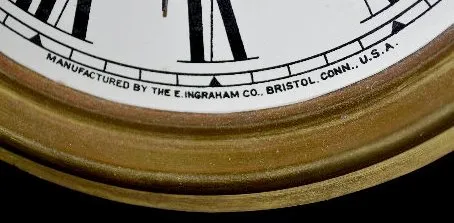 MANUFACTURED BY THE E. INGRAHAM CO., BRISTOL, CONN., U.S.A.